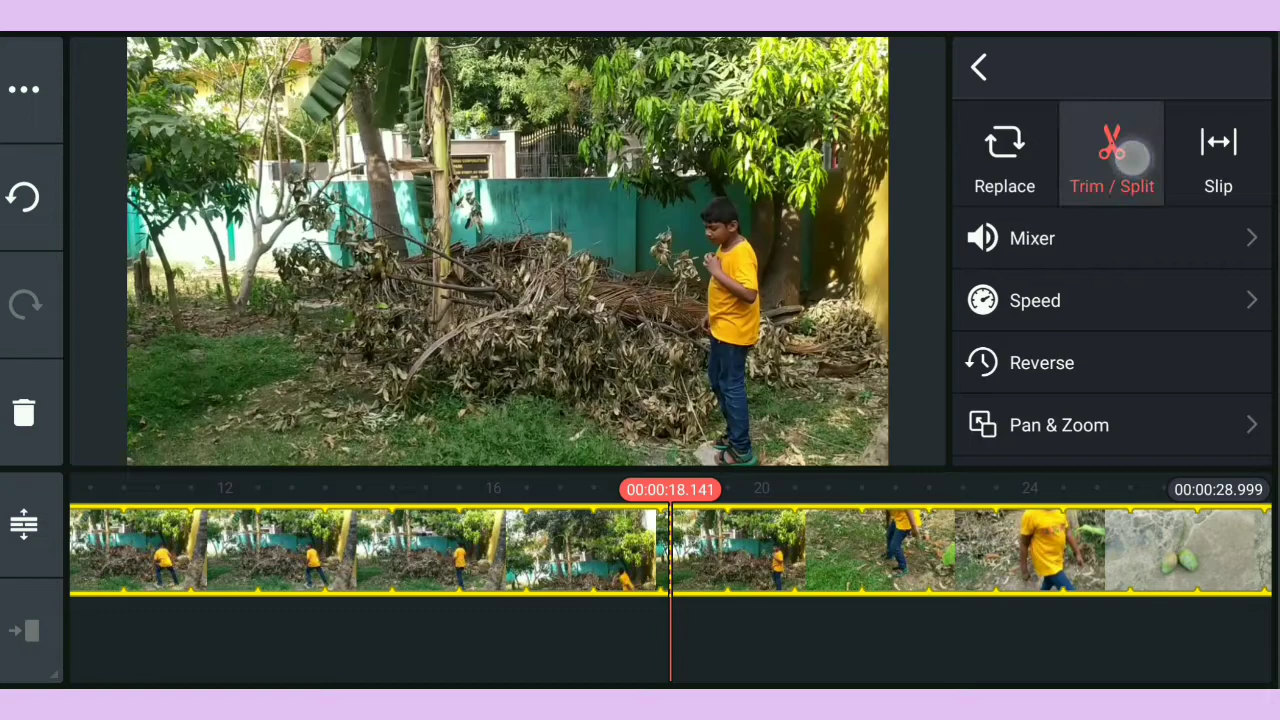 Replace
Trim / Split
Slip
Mixer
Speed
Reverse
Pan & Zoom
12
16
00:00:18.141
20
24
00:00:28.999